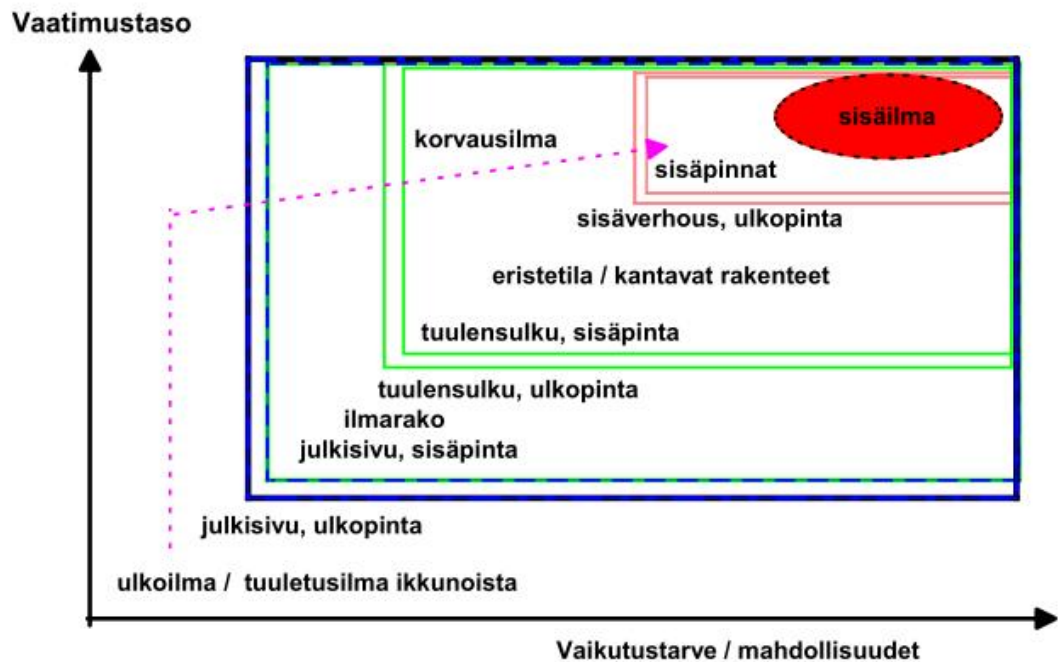 Vaatimustaso
sisäilma
korvausilma
sisäpinnat
sisäverhous, ulkopinta
eristetila / kantavat rakenteet
tuulensulku, sisäpinta
tuulensulku, ulkopinta
ilmarako
julkisivu, sisäpinta
julkisivu, ulkopinta
ulkoilma / tuuletusilma ikkunoista
Vaikutustarve / mahdollisuudet